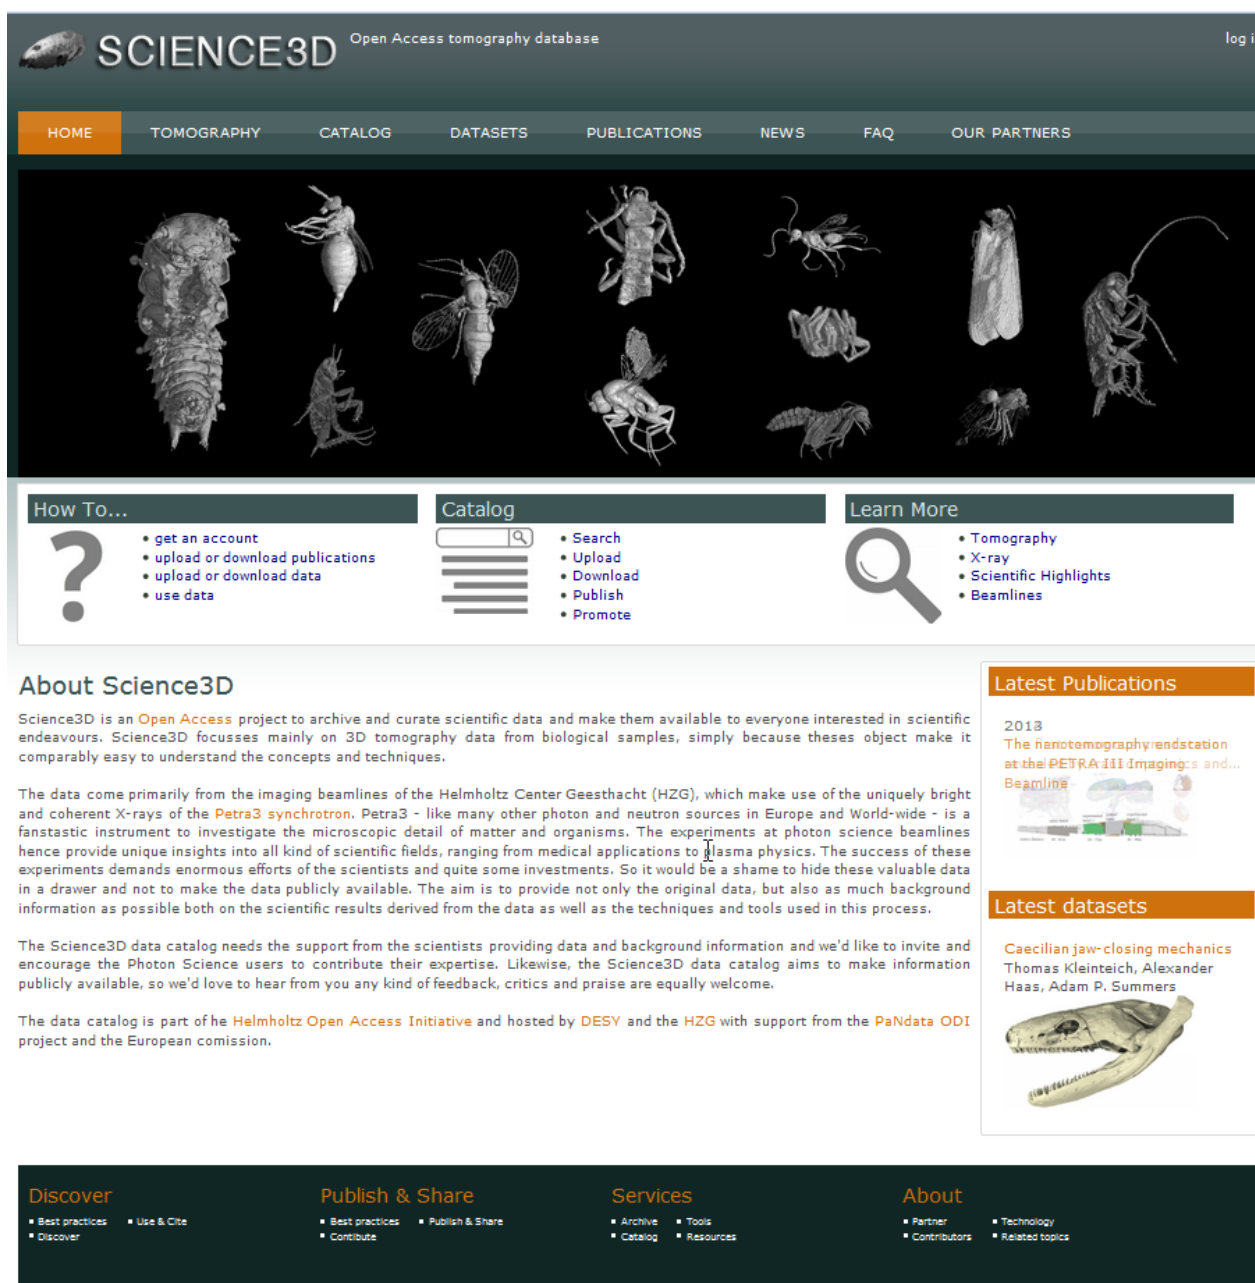 SCIENCE3D
Open Access tomography database
log i
HOME
TOMOGRAPHY
CATALOG
DATASETS
PUBLICATIONS
NEWS
FAQ
OUR PARTNERS
How To...
• get an account
• upload or download publications
• upload or download data
• use data
Catalog
• Search
• Upload
• Download
• Publish
• Promote
Learn More
• Tomography
• X-ray
• Scientific Highlights
• Beamlines
About Science3D
Science3D is an Open Access project to archive and curate scientific data and make them available to everyone interested in scientific
endeavours. Science3D focusses mainly on 3D tomography data from biological samples, simply because theses object make it
comparably easy to understand the concepts and techniques.
The data come primarily from the imaging beamlines of the Helmholtz Center Geesthacht (HZG), which make use of the uniquely bright
and coherent X-rays of the Petra3 synchrotron. Petra3 - like many other photon and neutron sources in Europe and World-wide - is a
fanstastic instrument to investigate the microscopic detail of matter and organisms. The experiments at photon science beamlines
hence provide unique insights into all kind of scientific fields, ranging from medical applications to plasma physics. The success of these
experiments demands enormous efforts of the scientists and quite some investments. So it would be a shame to hide these valuable data
in a drawer and not to make the data publicly available. The aim is to provide not only the original data, but also as much background
information as possible both on the scientific results derived from the data as well as the techniques and tools used in this process.
The Science3D data catalog needs the support from the scientists providing data and background information and we'd like to invite and
encourage the Photon Science users to contribute their expertise. Likewise, the Science3D data catalog aims to make information
publicly available, so we'd love to hear from you any kind of feedback, critics and praise are equally welcome.
The data catalog is part of he Helmholtz Open Access Initiative and hosted by DESY and the HZG with support from the PaNdata ODI
project and the European comission.
Latest Publications
The nanotomography endstation
at the PETRA III Imaging
Beamline
Latest datasets
Caecilian jaw-closing mechanics
Thomas Kleinteich, Alexander
Haas, Adam P. Summers
Discover
Best practices
Use & Cite
Discover
Publish & Share
Best practices
Publish & Share
Contibute
Services
Archive
Tools
Catalog
Resources
About
Partner
Technology
Contributors
Related topics